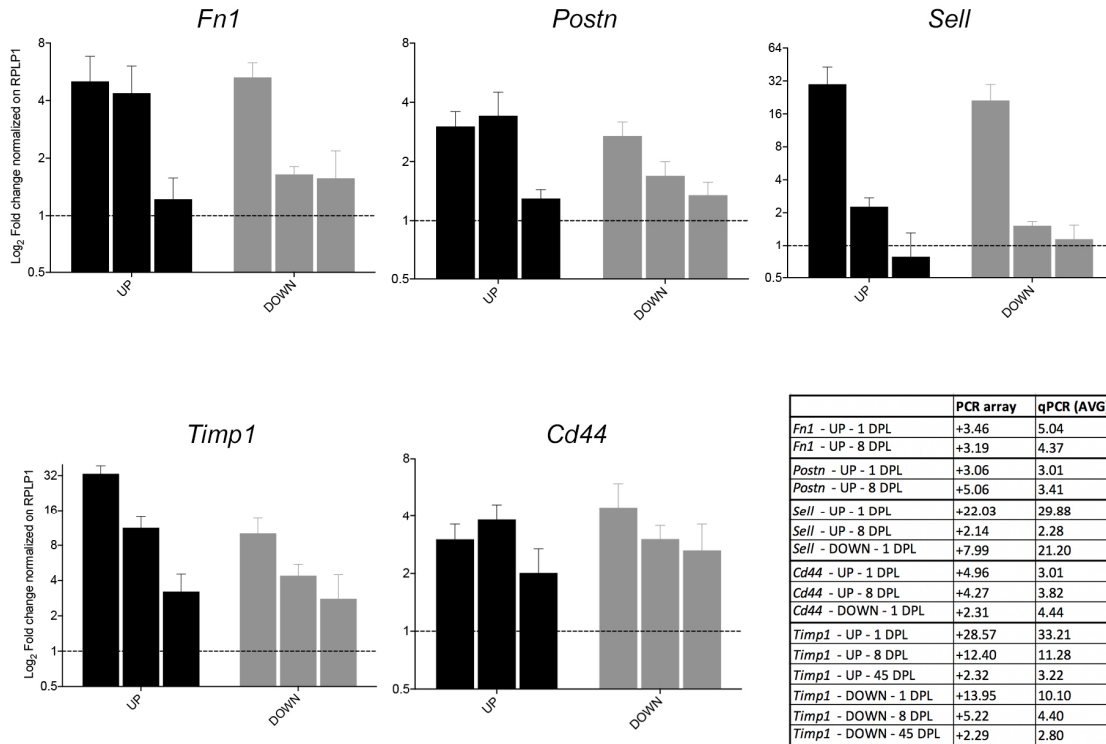 Fn1
Postn
Sell
Log2 Fold change normalized on RPLP1
8
4
2
1
0.5
UP
DOWN
8
4
2
1
0.5
UP
DOWN
64
32
16
4
2
1
0.5
UP
DOWN
Timp1
Cd44
Log2 Fold change normalized on RPLP1
32
16
8
4
2
1
0.5
UP
DOWN
8
4
2
1
0.5
UP
DOWN
PCR array qPCR (AVG
Fn1 - UP - 1 DPL +3.46 5.04
Fn1 - UP - 8 DPL +3.19 4.37
Postn - UP - 1 DPL +3.06 3.01
Postn - UP - 8 DPL +5.06 3.41
Sell - UP - 1 DPL +22.03 29.88
Sell - UP - 8 DPL +2.14 2.28
Sell - DOWN - 1 DPL +7.99 21.20
Cd44 - UP - 1 DPL +4.96 3.01
Cd44 - UP - 8 DPL +4.27 3.82
Cd44 - DOWN - 1 DPL +2.31 4.44
Timp1 - UP - 1 DPL +28.57 33.21
Timp1 - UP - 8 DPL +12.40 11.28
Timp1 - UP - 45 DPL +2.32 3.22
Timp1 - DOWN - 1 DPL +13.95 10.10
Timp1 - DOWN - 8 DPL +5.22 4.40
Timp1 - DOWN - 45 DPL +2.29 2.80